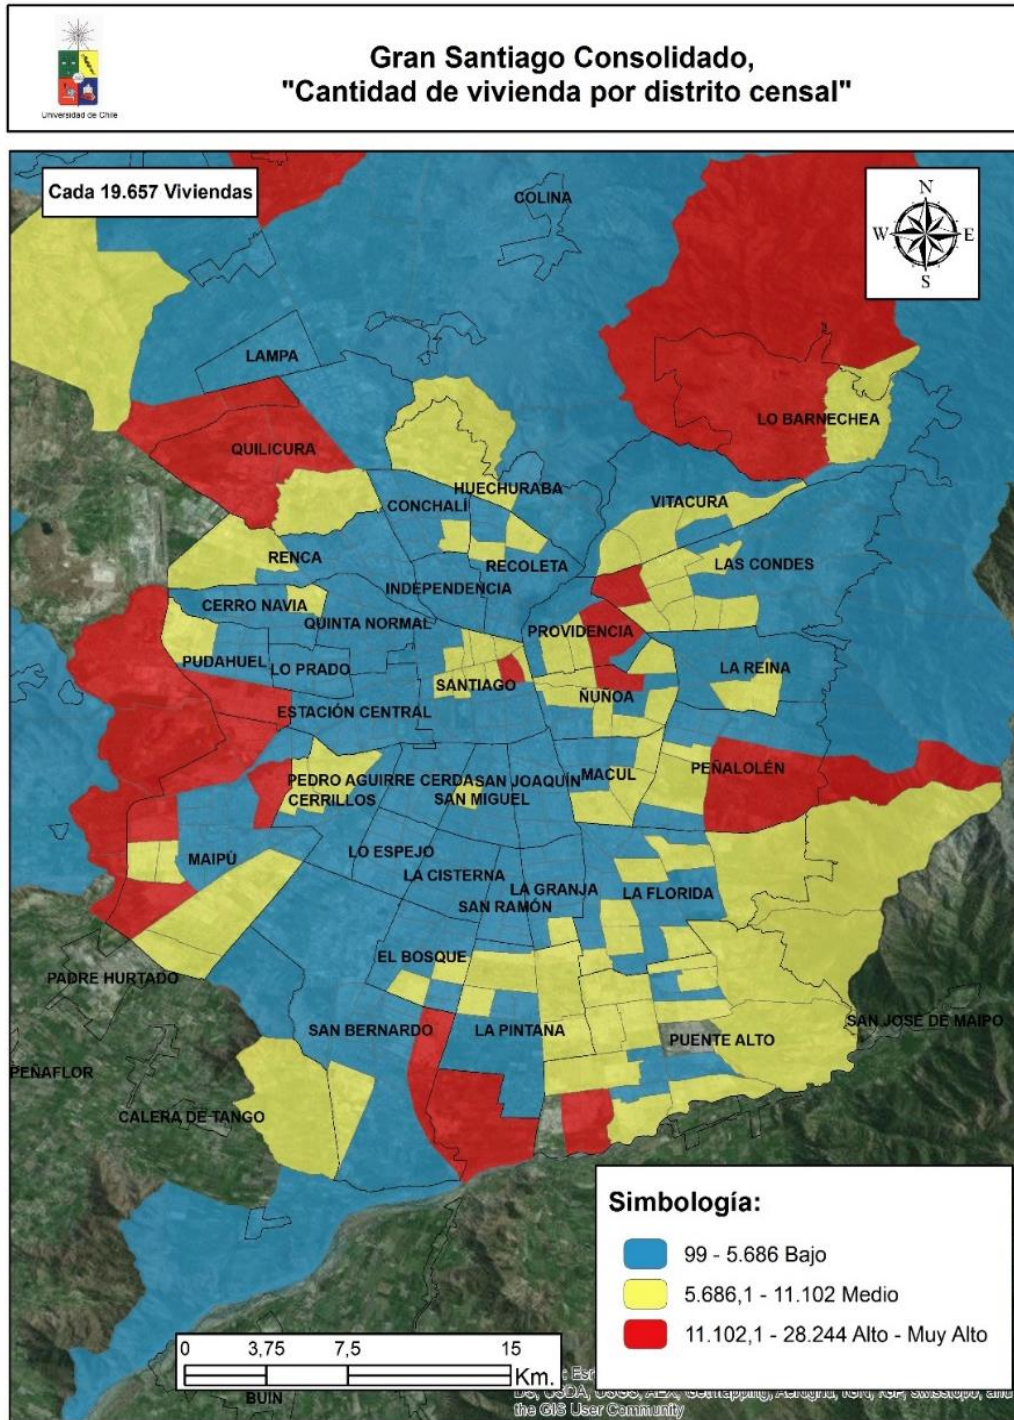 Universidad de Chile
Gran Santiago Consolidado,
"Cantidad de vivienda por distrito censal"
Cada 19.657 Viviendas
N
W E
S
COLINA
LAMPA
LO BARNECHEA
QUILICURA
HUECHURABA
CONCHALÍ
VITACURA
RENCA
RECOLETA
LAS CONDES
INDEPENDENCIA
CERRO NAVIA
QUINTA NORMAL
PROVIDENCIA
PUDAHUEL
LO PRADO
LA REINA
SANTIAGO
ÑUÑOA
ESTACIÓN CENTRAL
PEÑALOLÉN
PEDRO AGUIRRE CERDA
SAN JOAQUÍN
MACUL
CERRILLOS
SAN MIGUEL
LO ESPEJO
MAIPÚ
LA CISTERNA
LA GRANJA
LA FLORIDA
SAN RAMÓN
EL BOSQUE
PADRE HURTADO
SAN BERNARDO
LA PINTANA
SAN JOSÉ DE MAIPO
PUENTE ALTO
PEÑAFLOR
CALERA DE TANGO
Simbología:
99 - 5.686 Bajo
5.686,1 - 11.102 Medio
11.102,1 - 28.244 Alto - Muy Alto
0 3,75 7,5 15
Km.
BUIN
the GIS User Community